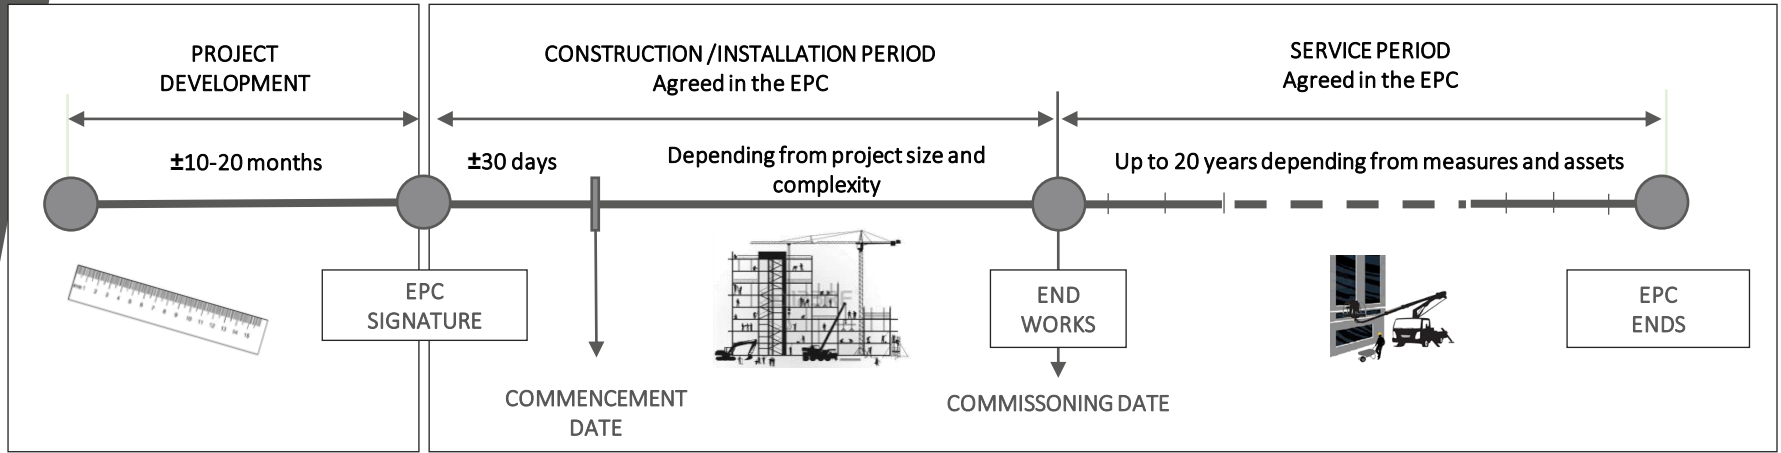 PROJECT
DEVELOPMENT
CONSTRUCTION /INSTALLATION PERIOD
Agreed in the EPC
SERVICE PERIOD
Agreed in the EPC
±10-20 months
±30 days
Depending from project size and
complexity
Up to 20 years depending from measures and assets
EPC
SIGNATURE
END
WORKS
EPC
ENDS
COMMENCEMENT
DATE
COMMISSONING DATE